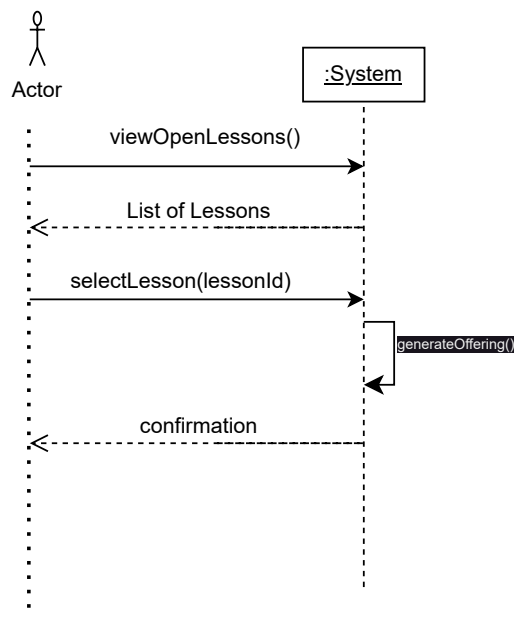 Actor
:System
viewOpenLessons()
List of Lessons
selectLesson(lessonId)
generateOffering()
confirmation